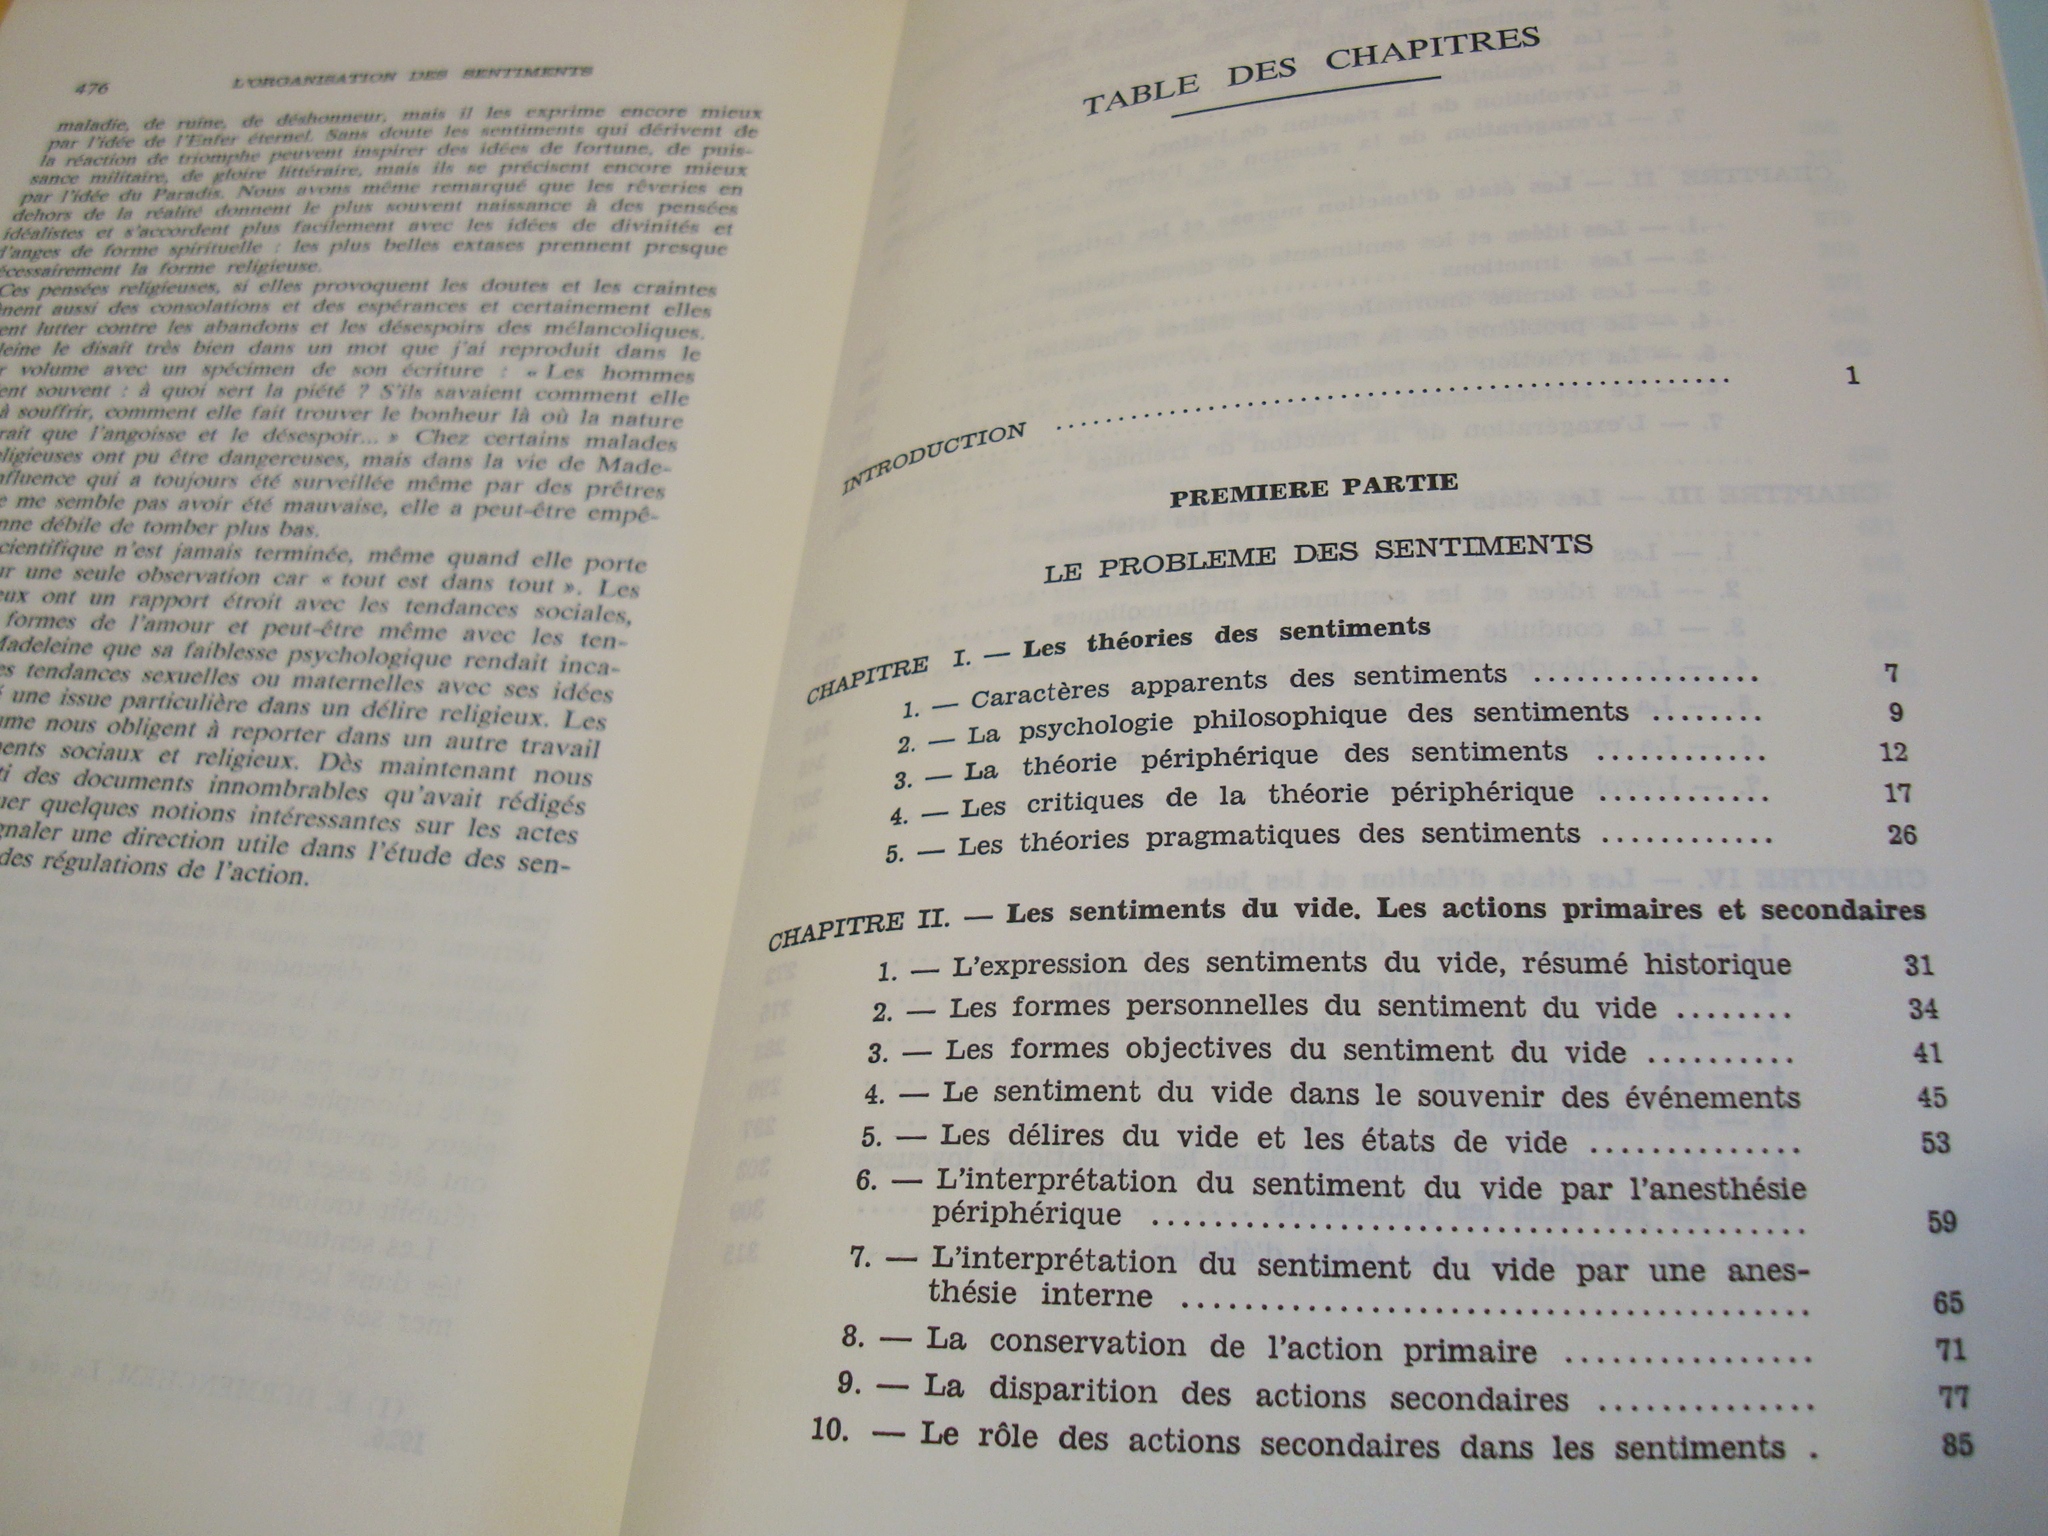 476 L'ORGANISATION DES SENTIMENTS
maladie, de ruine, de déshonneur, mais il les exprime encore mieux
par l'idée de l'Enfer éternel. Sans doute les sentiments qui dérivent de
la réaction de triomphe peuvent inspirer des idées de fortune, de puis-
sance militaire, de gloire littéraire, mais ils se précisent encore mieux
par l'idée du Paradis. Nous avons même remarqué que les rêveries en
dehors de la réalité donnent le plus souvent naissance à des pensées
idéalistes et s'accordent plus facilement avec les idées de divinités et
d'anges de forme spirituelle : les plus belles extases prennent presque
écessairement la forme religieuse.
Ces pensées religieuses, si elles provoquent les doutes et les craintes
nent aussi des consolations et des espérances et certainement elles
ent lutter contre les abandons et les désespoirs des mélancoliques.
leine le disait très bien dans un mot que j'ai reproduit dans le
r volume avec un spécimen de son écriture : « Les hommes
ent souvent : à quoi sert la piété ? S'ils savaient comment elle
à souffrir, comment elle fait trouver le bonheur là où la nature
rait que l'angoisse et le désespoir... » Chez certains malades
ligieuses ont pu être dangereuses, mais dans la vie de Made-
nfluence qui a toujours été surveillée même par des prêtres
e me semble pas avoir été mauvaise, elle a peut-être empê-
nne débile de tomber plus bas.
cientifique n'est jamais terminée, même quand elle porte
ur une seule observation car « tout est dans tout ». Les
eux ont un rapport étroit avec les tendances sociales,
formes de l'amour et peut-être même avec les ten-
Madeleine que sa faiblesse psychologique rendait inca-
es tendances sexuelles ou maternelles avec ses idées
é une issue particulière dans un délire religieux. Les
ume nous obligent à reporter dans un autre travail
ents sociaux et religieux. Dès maintenant nous
ti des documents innombrables qu'avait rédigés
uer quelques notions intéressantes sur les actes
gnaler une direction utile dans l'étude des sen-
des régulations de l'action.
TABLE DES CHAPITRES
INTRODUCTION ........................................ 1
PREMIERE PARTIE
LE PROBLEME DES SENTIMENTS
CHAPITRE I. — Les théories des sentiments
1. — Caractères apparents des sentiments ................ 7
2. — La psychologie philosophique des sentiments ........ 9
3. — La théorie périphérique des sentiments ............ 12
4. — Les critiques de la théorie périphérique ............ 17
5. — Les théories pragmatiques des sentiments ............ 26
CHAPITRE II. — Les sentiments du vide. Les actions primaires et secondaires
1. — L'expression des sentiments du vide, résumé historique 31
2. — Les formes personnelles du sentiment du vide ........ 34
3. — Les formes objectives du sentiment du vide .......... 41
4. — Le sentiment du vide dans le souvenir des événements 45
5. — Les délires du vide et les états de vide .............. 53
6. — L'interprétation du sentiment du vide par l'anesthésie
périphérique .......................................... 59
7. — L'interprétation du sentiment du vide par une anes-
thésie interne ........................................ 65
8. — La conservation de l'action primaire ................ 71
9. — La disparition des actions secondaires .............. 77
10. — Le rôle des actions secondaires dans les sentiments . 85